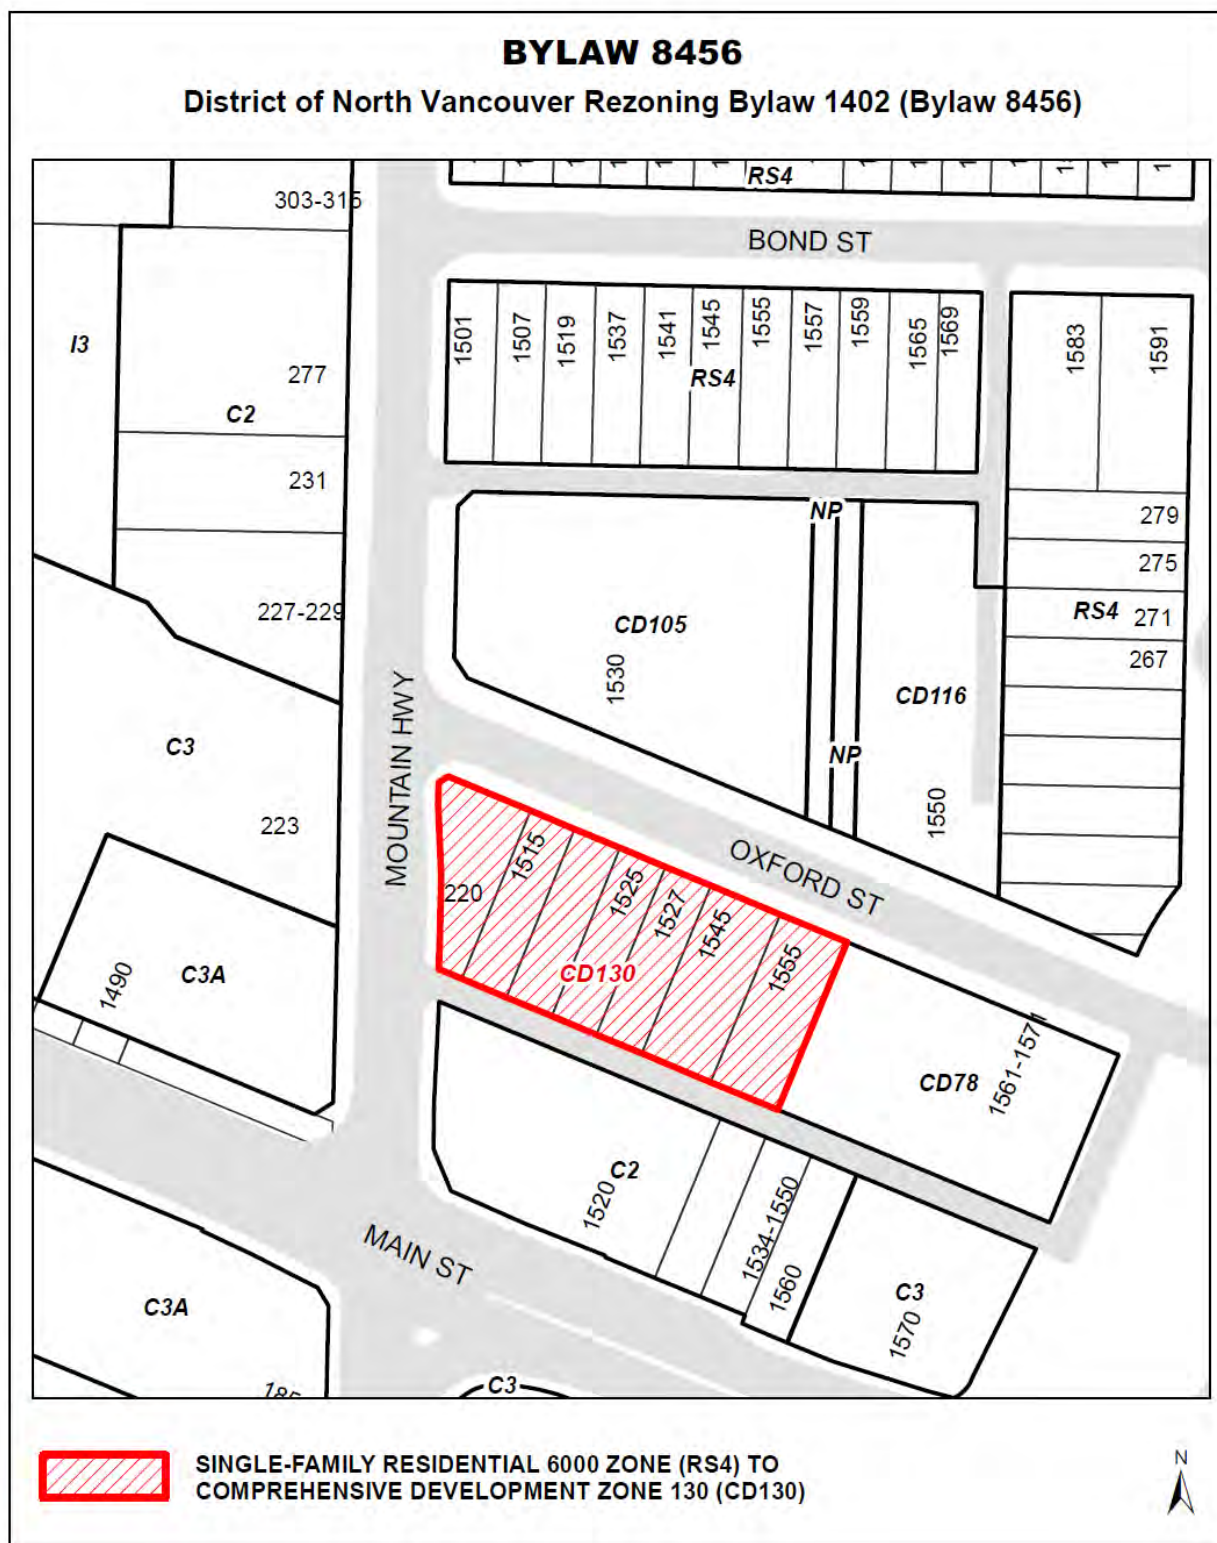 BYLAW 8456
District of North Vancouver Rezoning Bylaw 1402 (Bylaw 8456)
RS4
303-315
BOND ST
I3
277
C2
231
227-229
1501
1507
1519
1537
1541
1545
1555
1557
1559
1565
1569
RS4
1583
1591
279
275
RS4
271
267
NP
CD105
1530
CD116
NP
1550
MOUNTAIN HWY
C3
223
C3A
1490
OXFORD ST
220
1515
1525
1527
1545
1555
CD130
CD78
1561-1571
C2
1520
1534-1550
1560
C3
1570
MAIN ST
C3A
C3
SINGLE-FAMILY RESIDENTIAL 6000 ZONE (RS4) TO
COMPREHENSIVE DEVELOPMENT ZONE 130 (CD130)
N